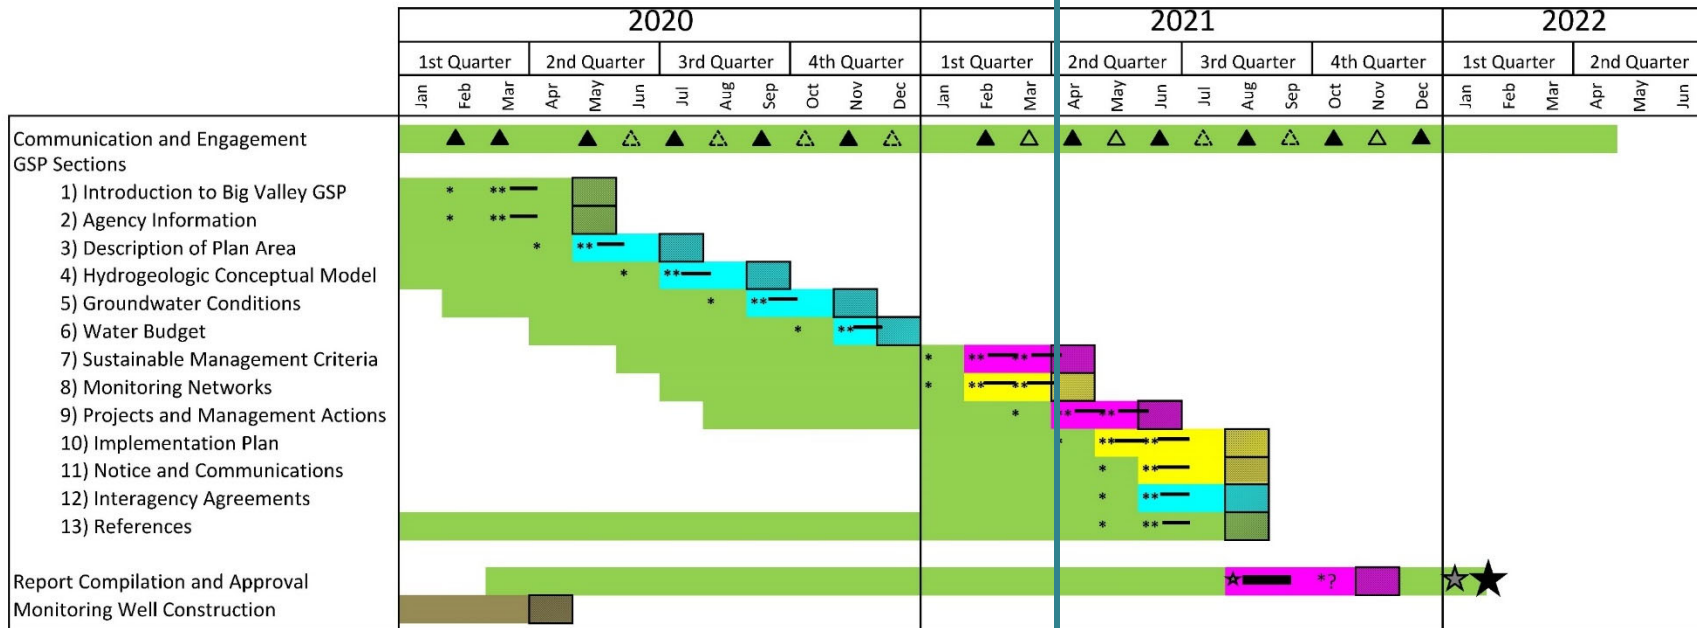 2020 2021 2022
1st Quarter 2nd Quarter 3rd Quarter 4th Quarter 1st Quarter 2nd Quarter 3rd Quarter 4th Quarter 1st Quarter 2nd Quarter
Jan Feb Mar Apr May Jun Jul Aug Sep Oct Nov Dec Jan Feb Mar Apr May Jun Jul Aug Sep Oct Nov Dec Jan Feb Mar Apr May Jun
Communication and Engagement
GSP Sections
1) Introduction to Big Valley GSP * **
2) Agency Information * **
3) Description of Plan Area * **
4) Hydrogeologic Conceptual Model * **
5) Groundwater Conditions * **
6) Water Budget * **
7) Sustainable Management Criteria * ** **
8) Monitoring Networks * ** **
9) Projects and Management Actions * ** **
10) Implementation Plan * ** **
11) Notice and Communications * **
12) Interagency Agreements * **
13) References * **
Report Compilation and Approval *?
Monitoring Well Construction